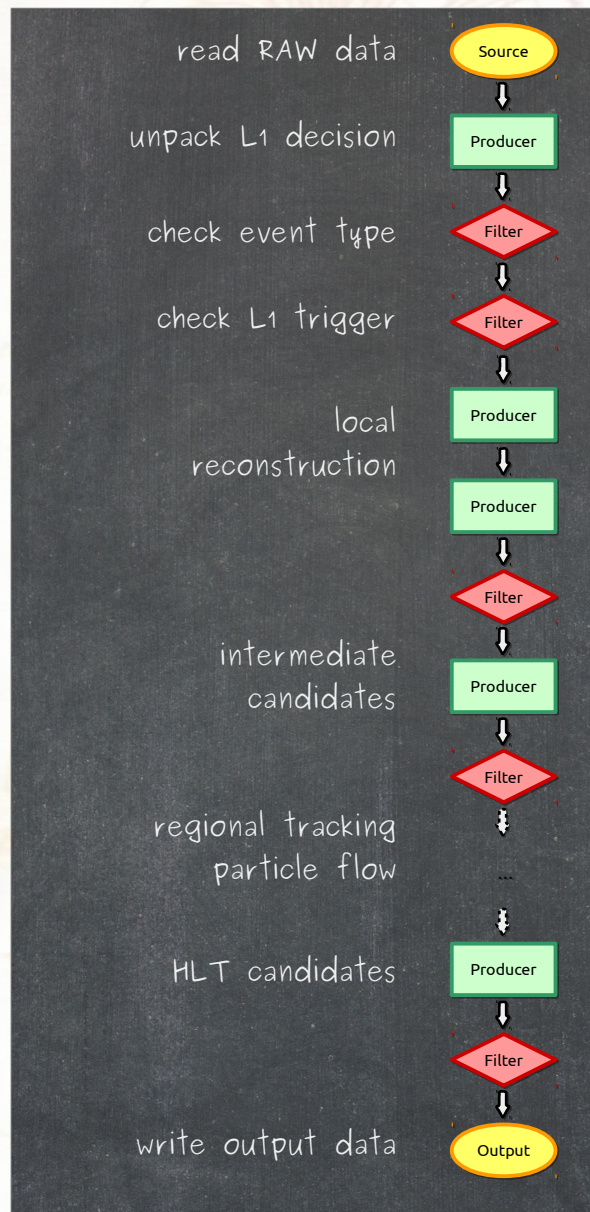 read RAW data
Source
unpack L1 decision
Producer
check event type
Filter
check L1 trigger
Filter
local
reconstruction
Producer
Producer
Filter
intermediate
candidates
Producer
Filter
regional tracking
particle flow
...
HLT candidates
Producer
Filter
write output data
Output